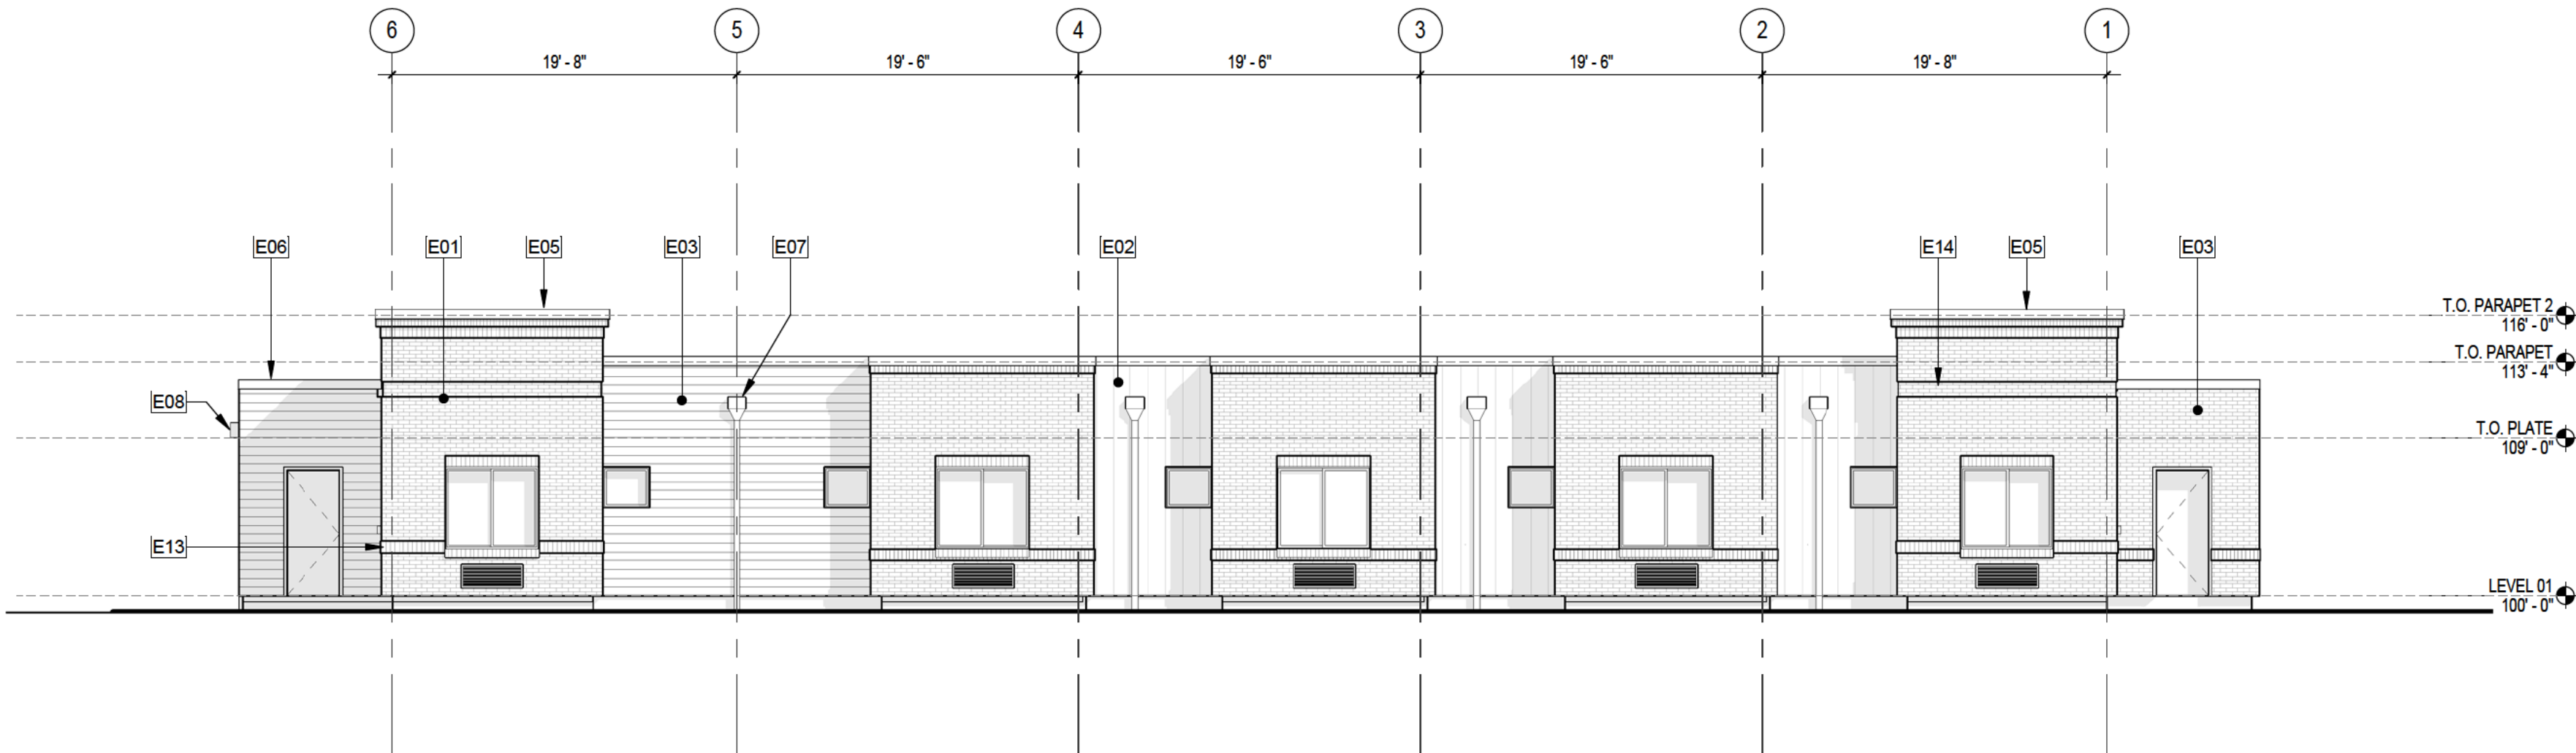 6 5 4 3 2 1
19' - 8" 19' - 6" 19' - 6" 19' - 6" 19' - 8"
E06 E01 E05 E03 E07 E02 E14 E05 E03
T.O. PARAPET 2
116' - 0"
T.O. PARAPET
113' - 4"
E08
T.O. PLATE
109' - 0"
E13
LEVEL 01
100' - 0"